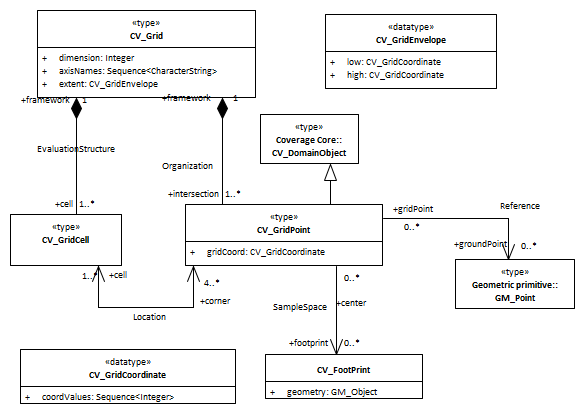 «type»
CV_Grid
+ dimension: Integer
+ axisNames: Sequence<CharacterString>
+ extent: CV_GridEnvelope
«datatype»
CV_GridEnvelope
+ low: CV_GridCoordinate
+ high: CV_GridCoordinate
+framework 1
+framework 1
«type»
Coverage Core::
CV_DomainObject
EvaluationStructure
Organization
+cell 1..*
+intersection 1..*
«type»
CV_GridCell
«type»
CV_GridPoint
+ gridCoord: CV_GridCoordinate
+gridPoint
0..*
Reference
+groundPoint
0..*
«type»
Geometric primitive::
GM_Point
1..*
+cell
4..*
+corner
Location
0..*
+center
SampleSpace
+footprint 0..*
«datatype»
CV_GridCoordinate
+ coordValues: Sequence<Integer>
CV_FootPrint
+ geometry: GM_Object